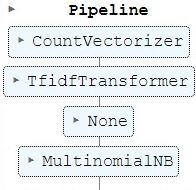 Pipeline
CountVectorizer
TfidfTransformer
None
MultinomialNB